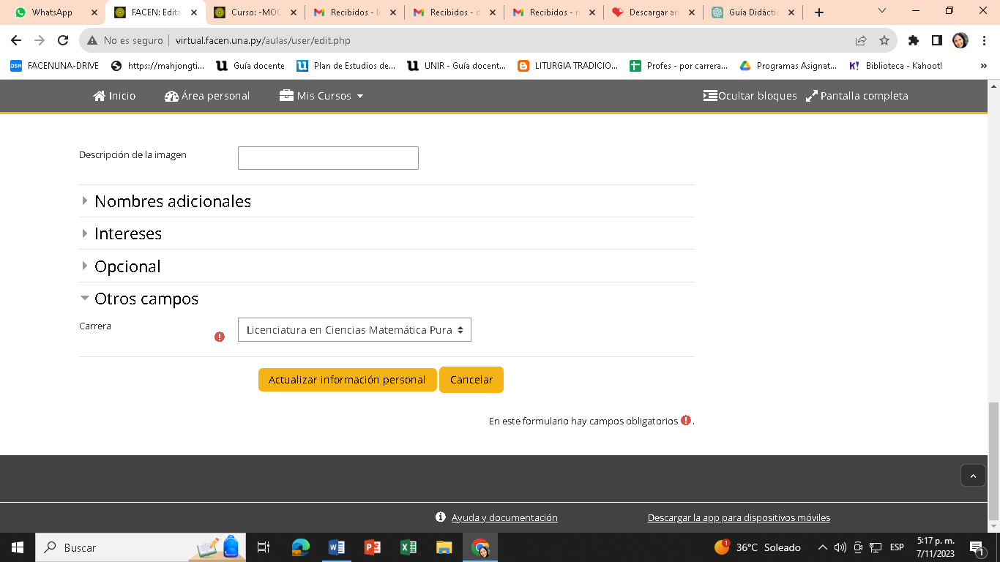 WhatsApp
FACEN: Edita
Curso: -MOC
Recibidos - l
Recibidos - d
Recibidos - n
Descargar ar
Guía Didáctic
No es seguro virtual.facen.una.py/aulas/user/edit.php
FACENUNA-DRIVE
https://mahjongti...
Guía docente
Plan de Estudios de...
UNIR - Guía docent...
LITURGIA TRADICIO...
Profes - por carrera...
Programas Asignat...
Biblioteca - Kahoot!
Inicio
Área personal
Mis Cursos
Ocultar bloques
Pantalla completa
Descripción de la imagen
Nombres adicionales
Intereses
Opcional
Otros campos
Carrera
Licenciatura en Ciencias Matemática Pura
Actualizar información personal
Cancelar
En este formulario hay campos obligatorios .
Ayuda y documentación
Descargar la app para dispositivos móviles
Buscar
36°C Soleado
ESP
5:17 p. m.
7/11/2023